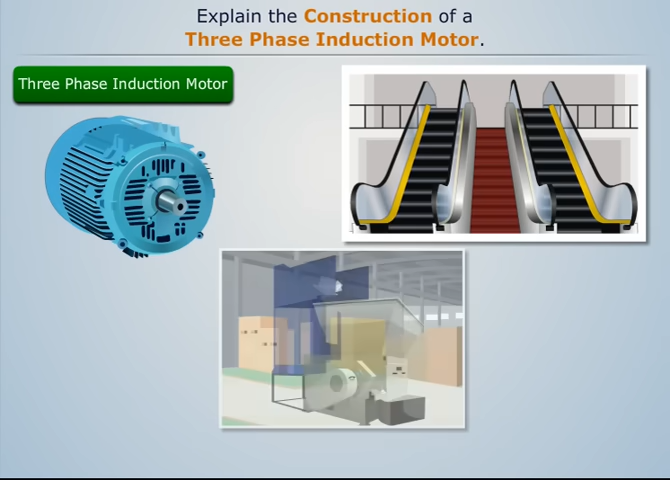 Explain the Construction of a
Three Phase Induction Motor.
Three Phase Induction Motor